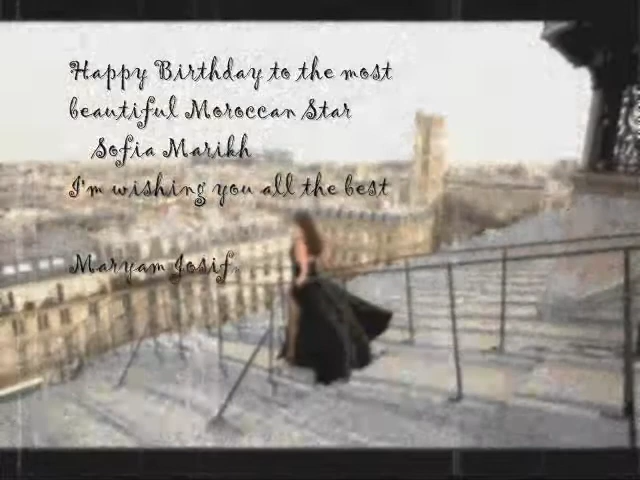 Happy Birthday to the most
beautiful Moroccan Star
Sofia Marikh
I'm wishing you all the best
Maryam Josif.